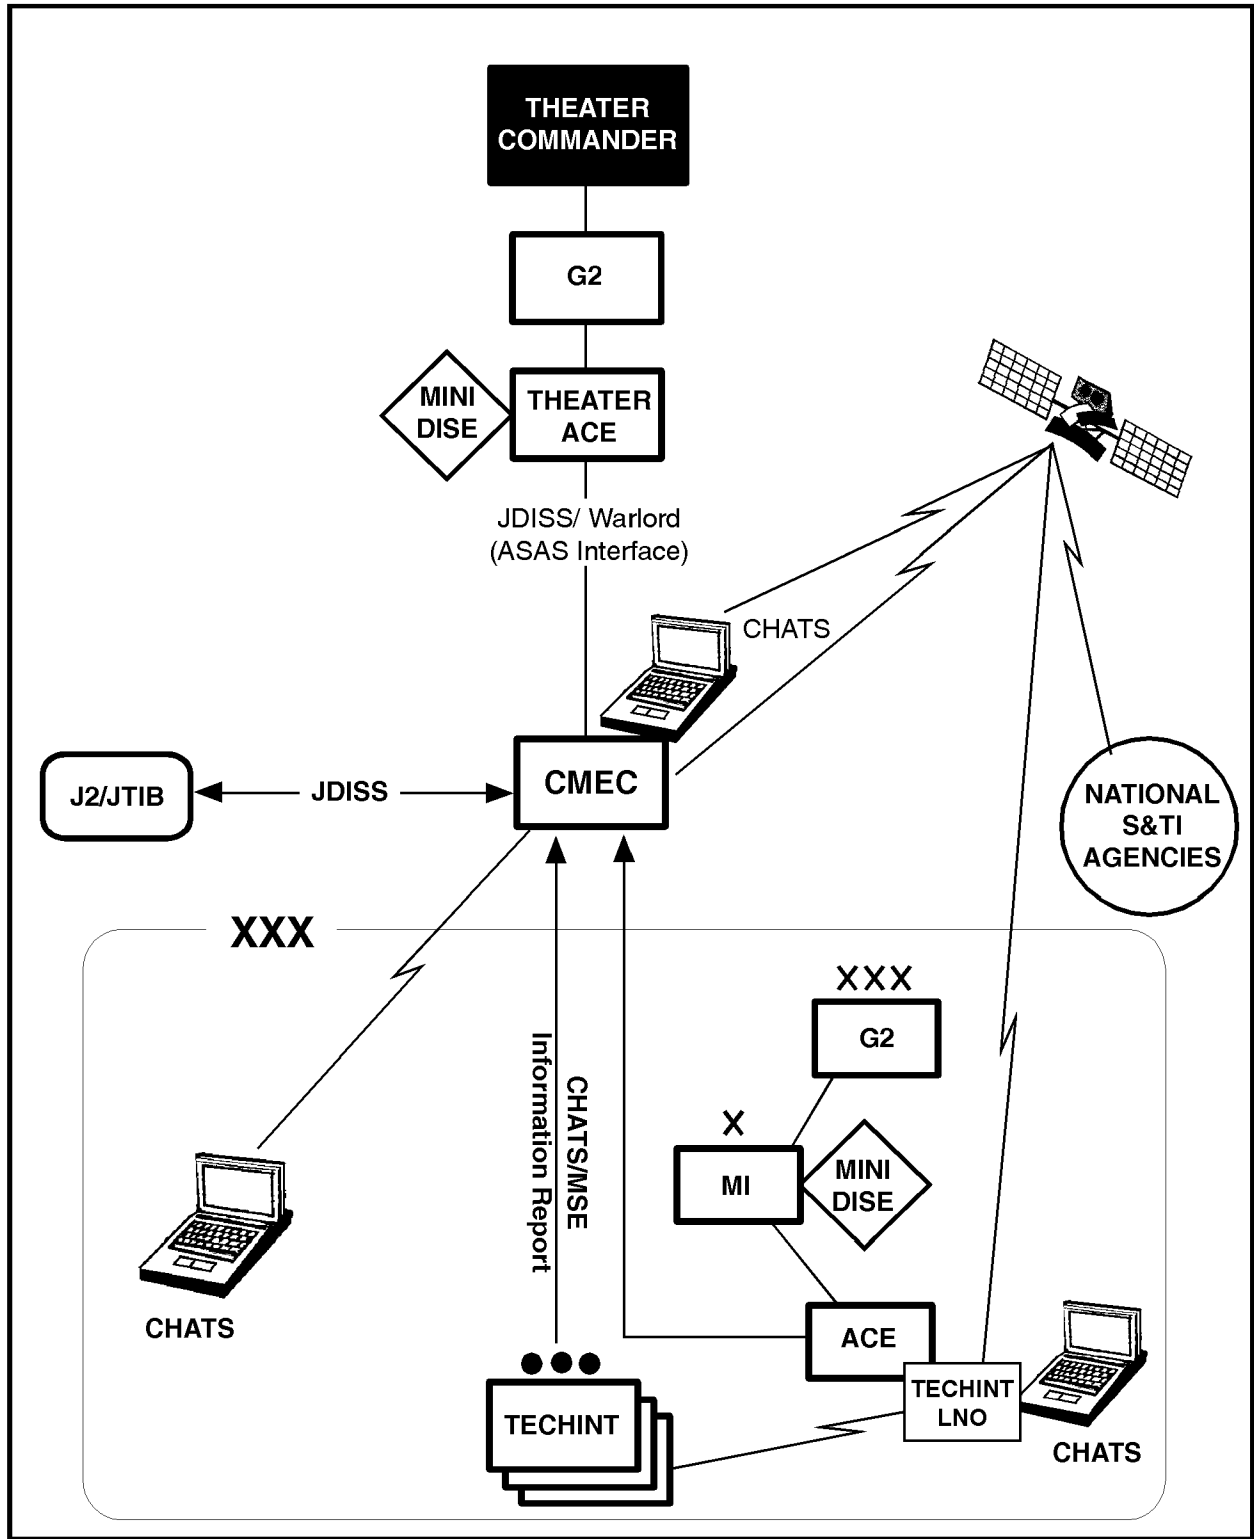 THEATER
COMMANDER
G2
MINI
DISE
THEATER
ACE
JDISS/ Warlord
(ASAS Interface)
CHATS
J2/JTIB
JDISS
CMEC
NATIONAL
S&TI
AGENCIES
XXX
XXX
G2
Information Report
CHATS/MSE
X
MI
MINI
DISE
CHATS
ACE
TECHINT
LNO
TECHINT
CHATS